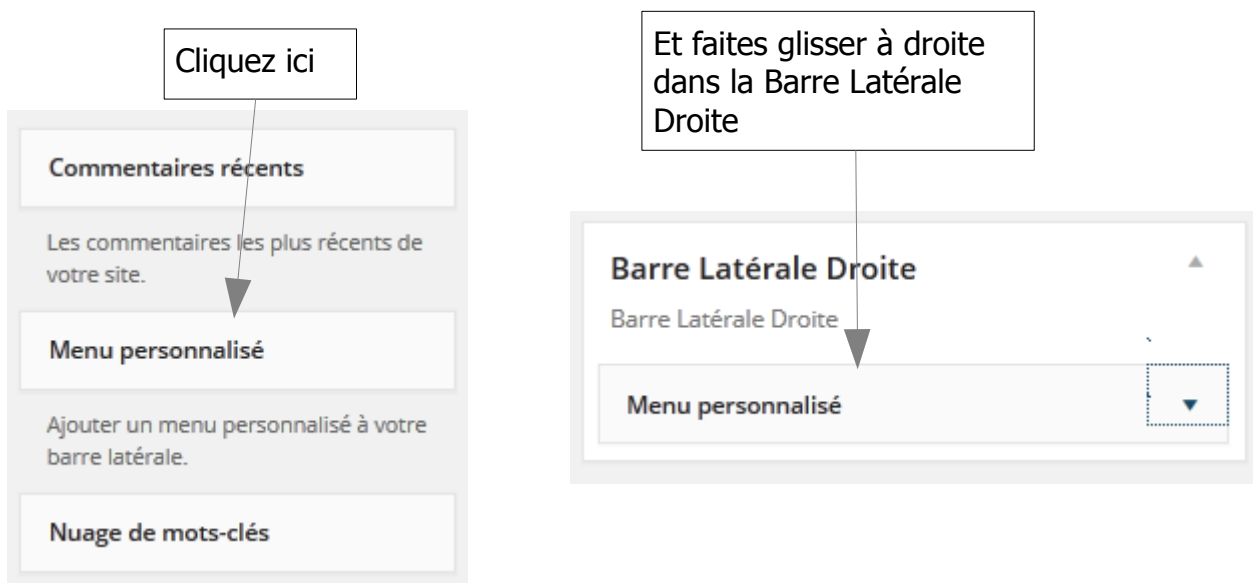 Cliquez ici
Commentaires récents
Les commentaires les plus récents de
votre site.
Menu personnalisé
Ajouter un menu personnalisé à votre
barre latérale.
Nuage de mots-clés
Et faites glisser à droite
dans la Barre Latérale
Droite
Barre Latérale Droite
Barre Latérale Droite
Menu personnalisé